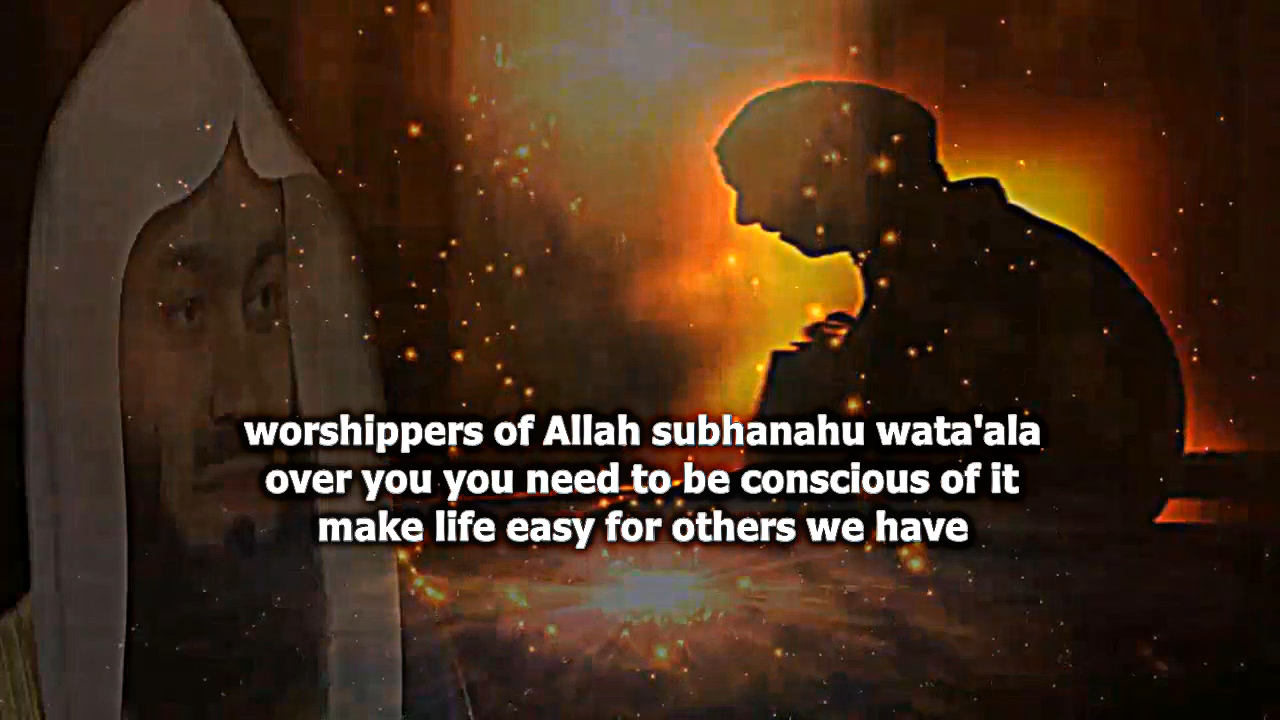 worshippers of Allah subhanahu wata'ala
over you you need to be conscious of it
make life easy for others we have